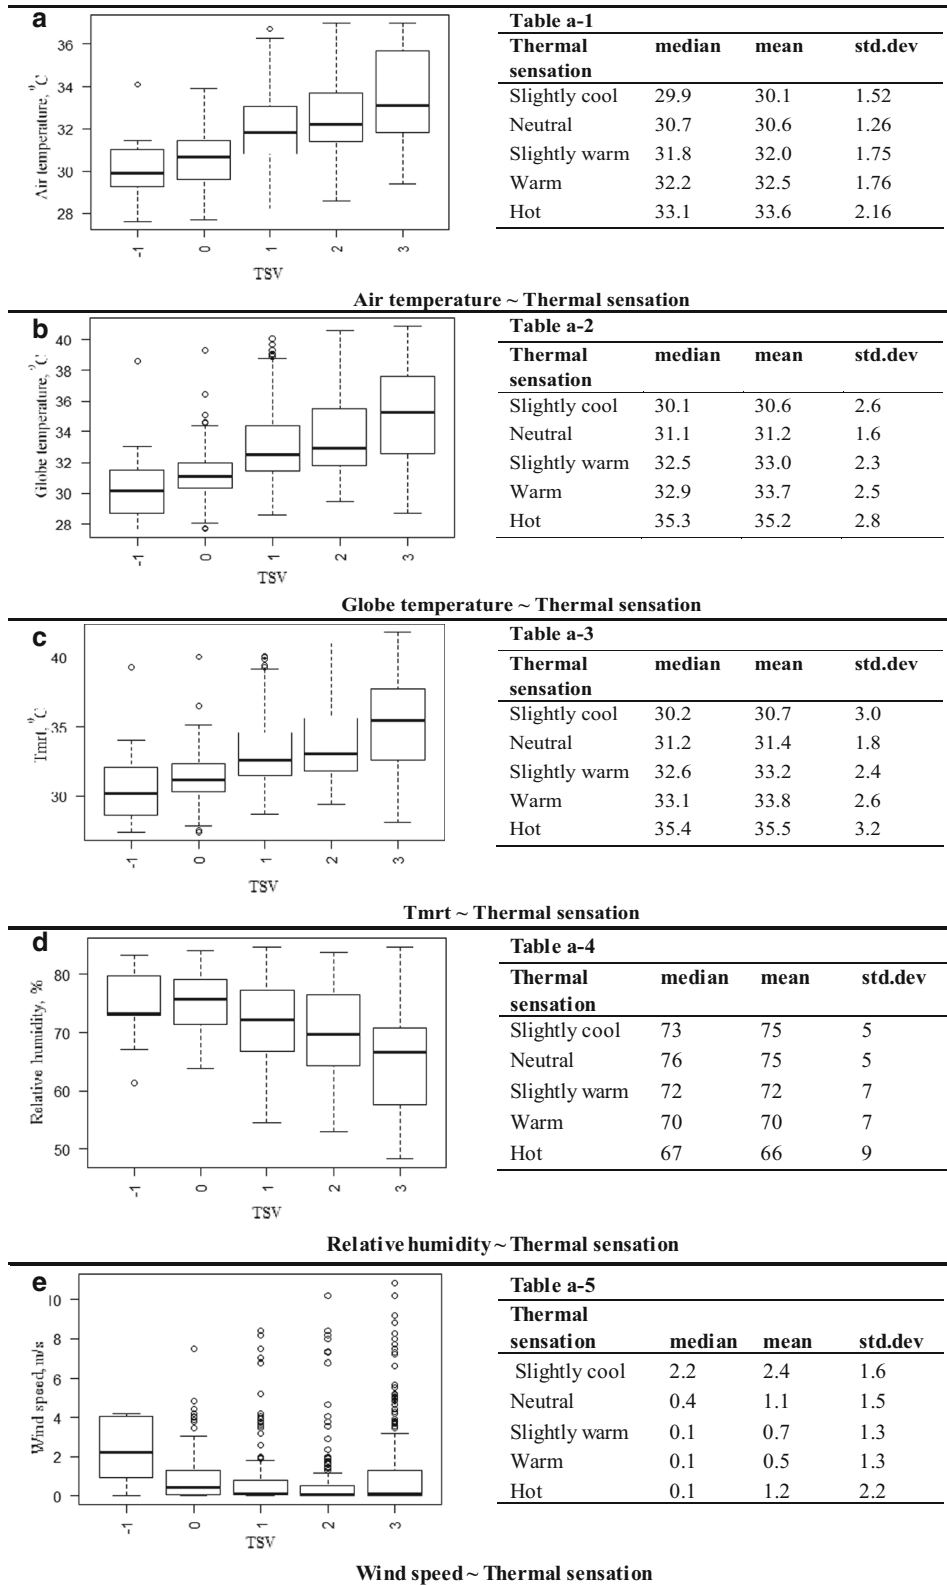 a
Air temperature, ⁰C
36
34
32
30
28
-1 0 1 2 3
TSV
Table a-1
Thermal sensation median mean std.dev
Slightly cool 29.9 30.1 1.52
Neutral 30.7 30.6 1.26
Slightly warm 31.8 32.0 1.75
Warm 32.2 32.5 1.76
Hot 33.1 33.6 2.16
Air temperature ~ Thermal sensation
b
Globe temperature, ⁰C
40
38
36
34
32
30
28
-1 0 1 2 3
TSV
Table a-2
Thermal sensation median mean std.dev
Slightly cool 30.1 30.6 2.6
Neutral 31.1 31.2 1.6
Slightly warm 32.5 33.0 2.3
Warm 32.9 33.7 2.5
Hot 35.3 35.2 2.8
Globe temperature ~ Thermal sensation
c
Tmrt, ⁰C
40
35
30
-1 0 1 2 3
TSV
Table a-3
Thermal sensation median mean std.dev
Slightly cool 30.2 30.7 3.0
Neutral 31.2 31.4 1.8
Slightly warm 32.6 33.2 2.4
Warm 33.1 33.8 2.6
Hot 35.4 35.5 3.2
Tmrt ~ Thermal sensation
d
Relative humidity, %
80
70
60
50
-1 0 1 2 3
TSV
Table a-4
Thermal sensation median mean std.dev
Slightly cool 73 75 5
Neutral 76 75 5
Slightly warm 72 72 7
Warm 70 70 7
Hot 67 66 9
Relative humidity ~ Thermal sensation
e
Wind speed, m/s
10
8
6
4
2
0
-1 0 1 2 3
TSV
Table a-5
Thermal sensation median mean std.dev
Slightly cool 2.2 2.4 1.6
Neutral 0.4 1.1 1.5
Slightly warm 0.1 0.7 1.3
Warm 0.1 0.5 1.3
Hot 0.1 1.2 2.2
Wind speed ~ Thermal sensation